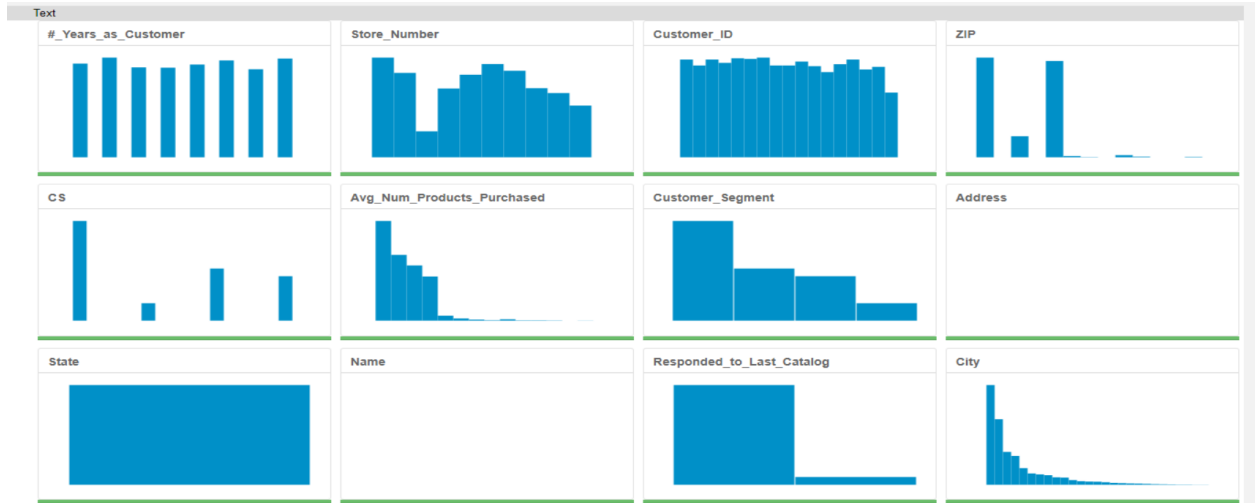 Text
#_Years_as_Customer
Store_Number
Customer_ID
ZIP
CS
Avg_Num_Products_Purchased
Customer_Segment
Address
State
Name
Responded_to_Last_Catalog
City